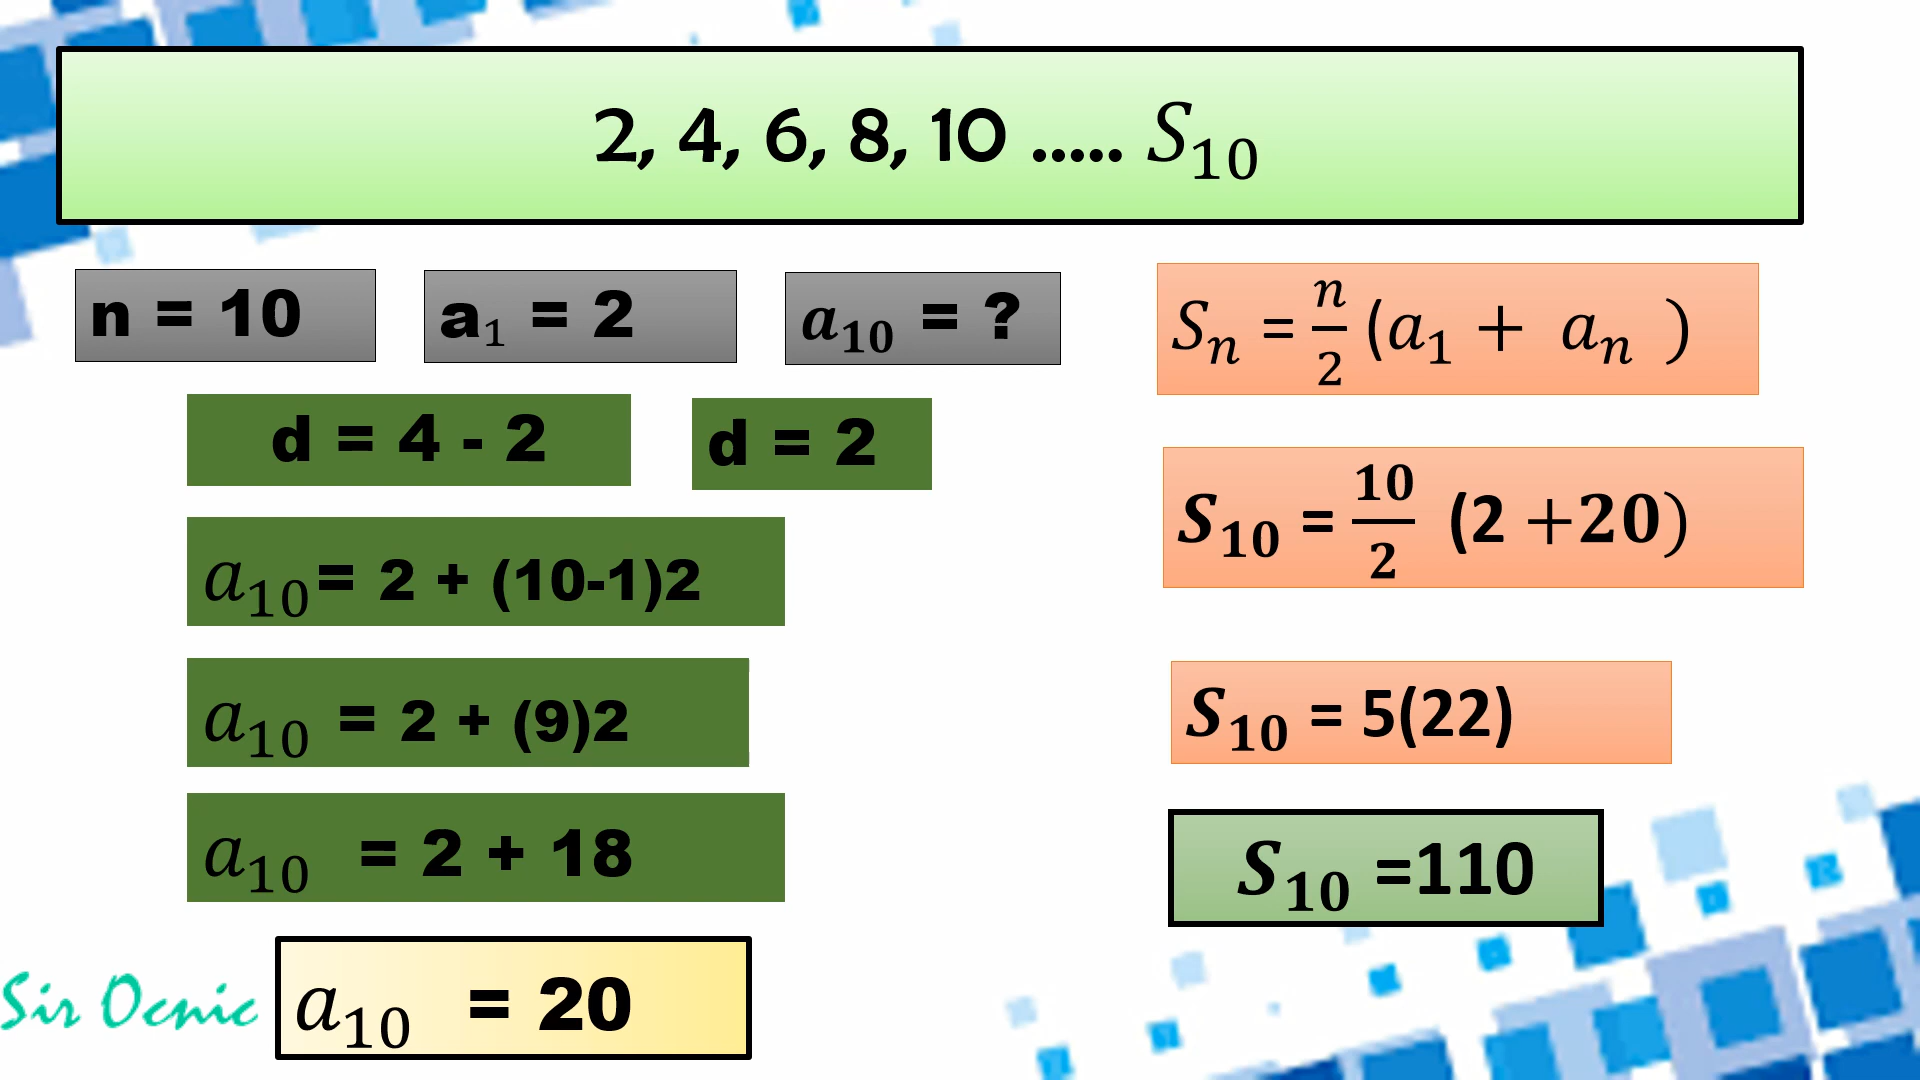 2, 4, 6, 8, 10 ..... S₁₀
n = 10
a₁ = 2
a₁₀ = ?
d = 4 - 2
d = 2
a₁₀ = 2 + (10-1)2
a₁₀ = 2 + (9)2
a₁₀ = 2 + 18
a₁₀ = 20
Sₙ = n/2 (a₁ + aₙ )
S₁₀ = 10/2 (2 +20)
S₁₀ = 5(22)
S₁₀ =110
Sir Ocnic